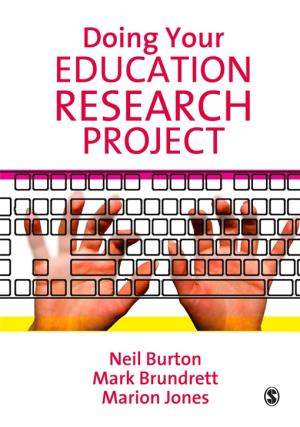 Doing Your
EDUCATION
RESEARCH
PROJECT
Neil Burton
Mark Brundrett
Marion Jones
S